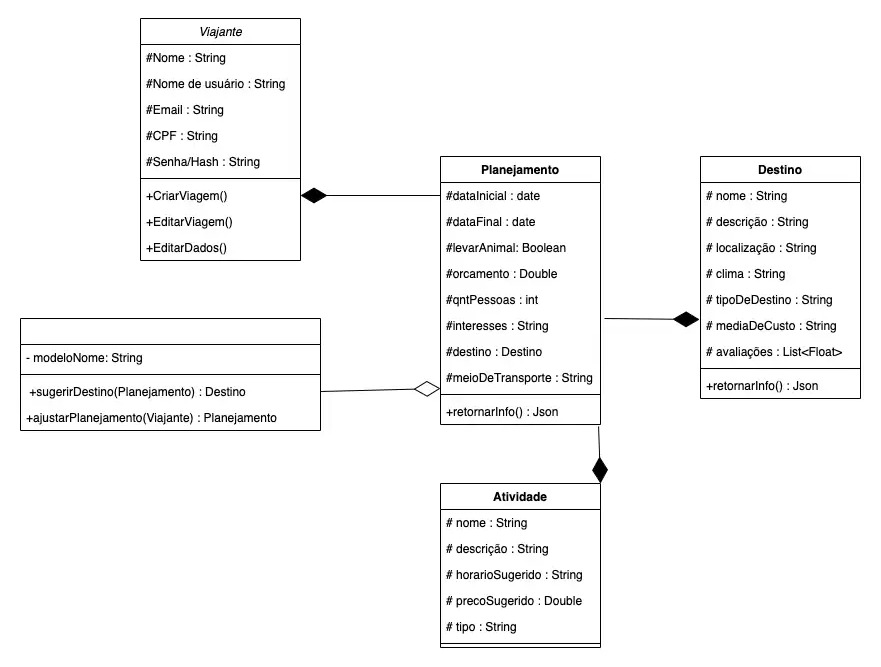 Viajante
#Nome : String
#Nome de usuário : String
#Email : String
#CPF : String
#Senha/Hash : String
+CriarViagem()
+EditarViagem()
+EditarDados()
Planejamento
#dataInicial : date
#dataFinal : date
#levarAnimal: Boolean
#orcamento : Double
#qntPessoas : int
#interesses : String
#destino : Destino
#meioDeTransporte : String
+retornarInfo() : Json
Destino
# nome : String
# descrição : String
# localização : String
# clima : String
# tipoDeDestino : String
# mediaDeCusto : String
# avaliações : List<Float>
+retornarInfo() : Json
- modeloNome: String
+sugerirDestino(Planejamento) : Destino
+ajustarPlanejamento(Viajante) : Planejamento
Atividade
# nome : String
# descrição : String
# horarioSugerido : String
# precoSugerido : Double
# tipo : String